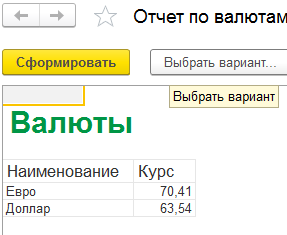 Отчет по валютам
Сформировать
Выбрать вариант...
Выбрать вариант
Валюты
Наименование Курс
Евро 70,41
Доллар 63,54